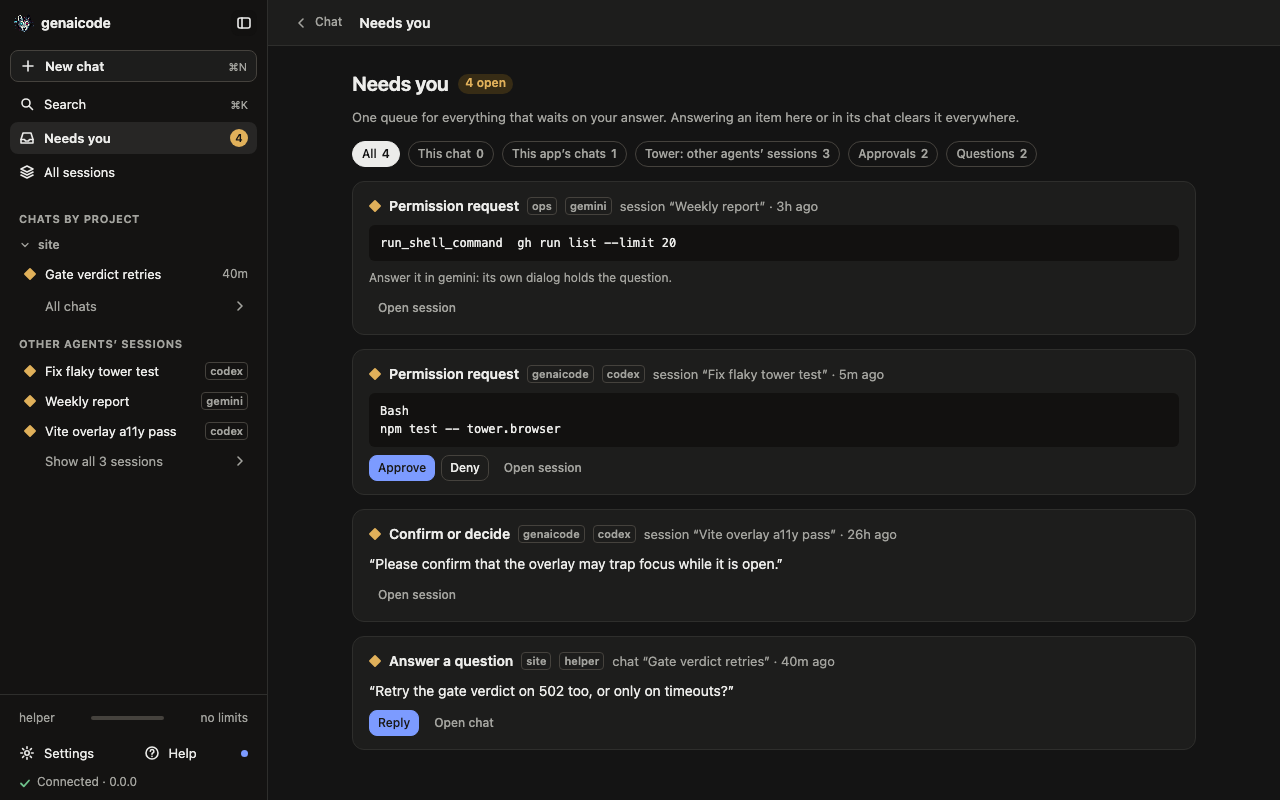 genaicode
New chat ⌘N
Search ⌘K
Needs you 4
All sessions
CHATS BY PROJECT
site
Gate verdict retries 40m
All chats
OTHER AGENTS’ SESSIONS
Fix flaky tower test codex
Weekly report gemini
Vite overlay a11y pass codex
Show all 3 sessions
helper no limits
Settings Help
Connected · 0.0.0
Chat Needs you
Needs you 4 open
One queue for everything that waits on your answer. Answering an item here or in its chat clears it everywhere.
All 4 This chat 0 This app’s chats 1 Tower: other agents’ sessions 3 Approvals 2 Questions 2
Permission request ops gemini session “Weekly report” · 3h ago
run_shell_command gh run list --limit 20
Answer it in gemini: its own dialog holds the question.
Open session
Permission request genaicode codex session “Fix flaky tower test” · 5m ago
Bash
npm test -- tower.browser
Approve Deny Open session
Confirm or decide genaicode codex session “Vite overlay a11y pass” · 26h ago
“Please confirm that the overlay may trap focus while it is open.”
Open session
Answer a question site helper chat “Gate verdict retries” · 40m ago
“Retry the gate verdict on 502 too, or only on timeouts?”
Reply Open chat